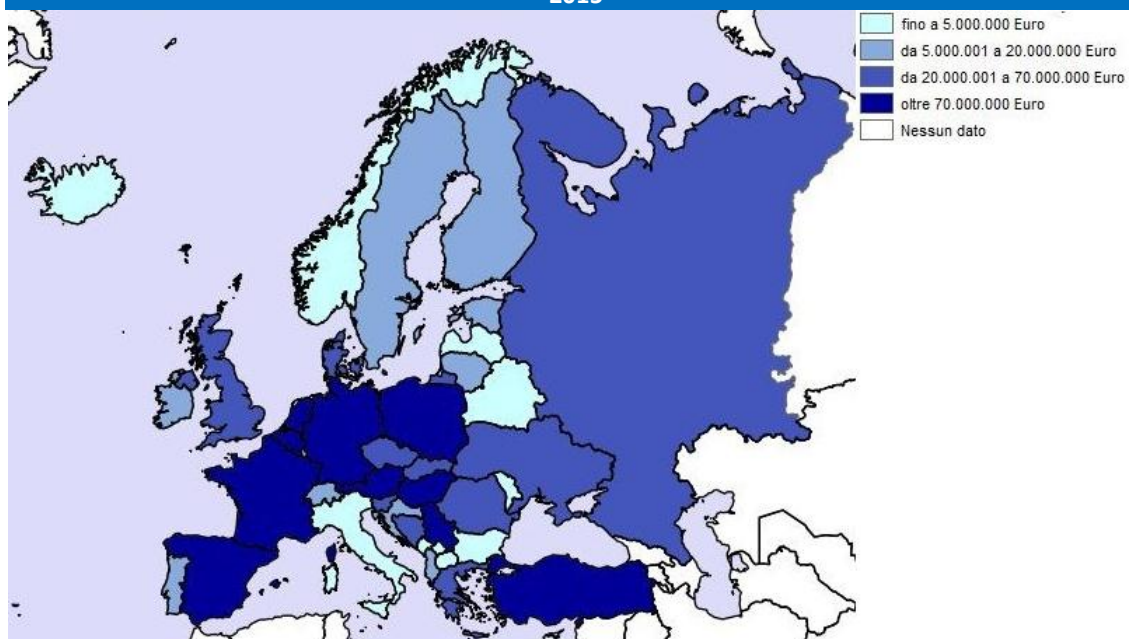 2015
fino a 5.000.000 Euro
da 5.000.001 a 20.000.000 Euro
da 20.000.001 a 70.000.000 Euro
oltre 70.000.000 Euro
Nessun dato